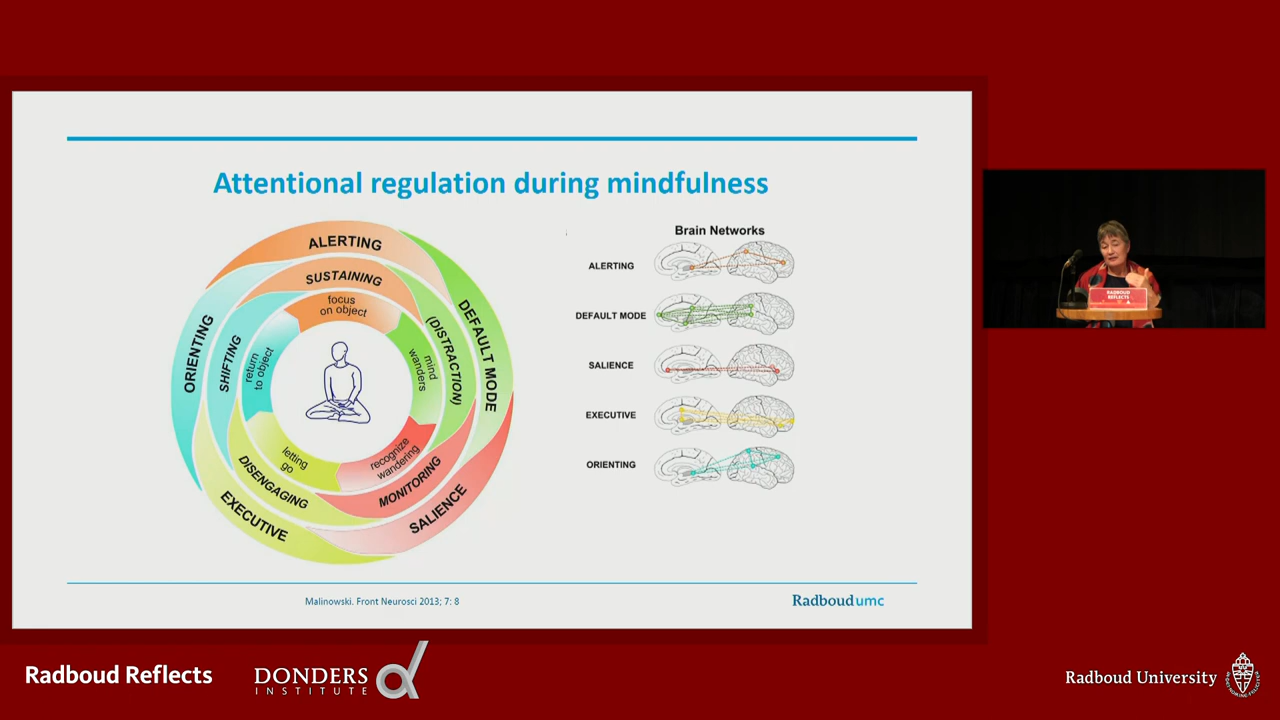 Attentional regulation during mindfulness
ALERTING
SUSTAINING
focus
on object
DEFAULT MODE
(DISTRACTION)
mind
wanders
SALIENCE
MONITORING
recognize
wandering
EXECUTIVE
DISENGAGING
letting
go
ORIENTING
SHIFTING
return
to object
Brain Networks
ALERTING
DEFAULT MODE
SALIENCE
EXECUTIVE
ORIENTING
Malinowski. Front Neurosci 2013; 7: 8
Radboudumc
RADBOUD
REFLECTS
Radboud Reflects
DONDERS
INSTITUTE
Radboud University